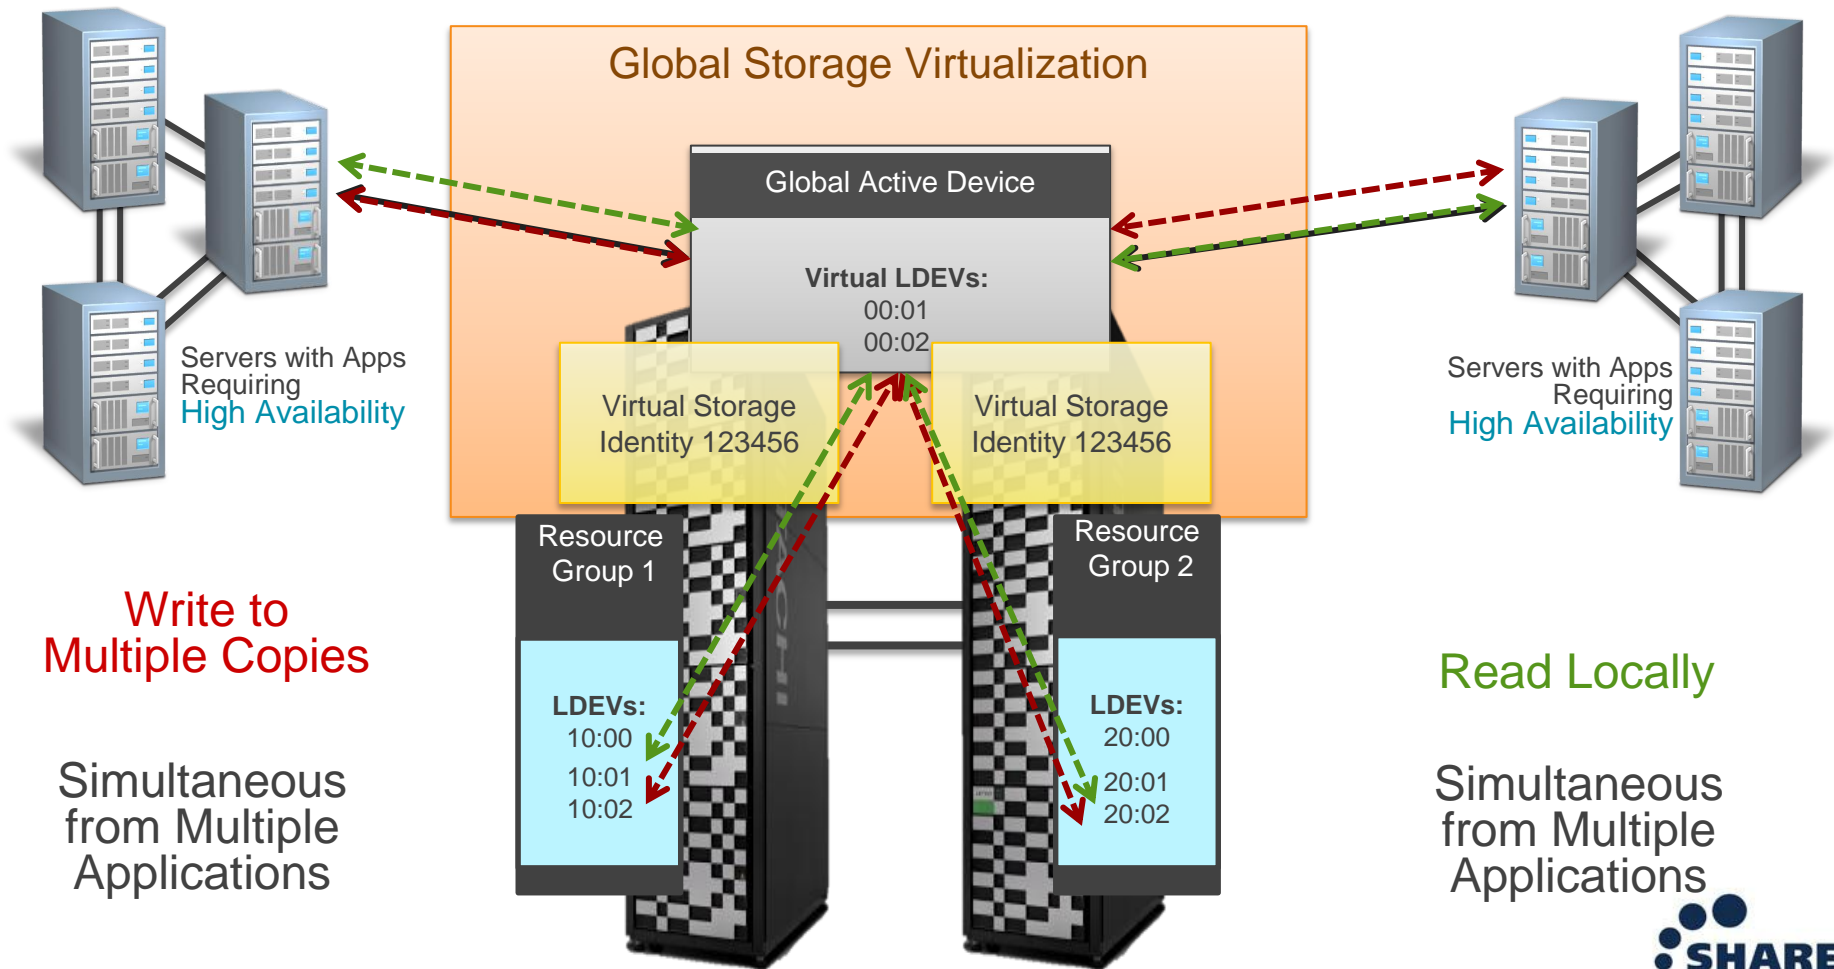 Global Storage Virtualization
Global Active Device
Virtual LDEVs:
00:01
00:02
Servers with Apps
Requiring
High Availability
Servers with Apps
Requiring
High Availability
Virtual Storage
Identity 123456
Virtual Storage
Identity 123456
Resource
Group 1
Resource
Group 2
Write to
Multiple Copies
Read Locally
LDEVs:
10:00
10:01
10:02
LDEVs:
20:00
20:01
20:02
Simultaneous
from Multiple
Applications
Simultaneous
from Multiple
Applications
SHARE